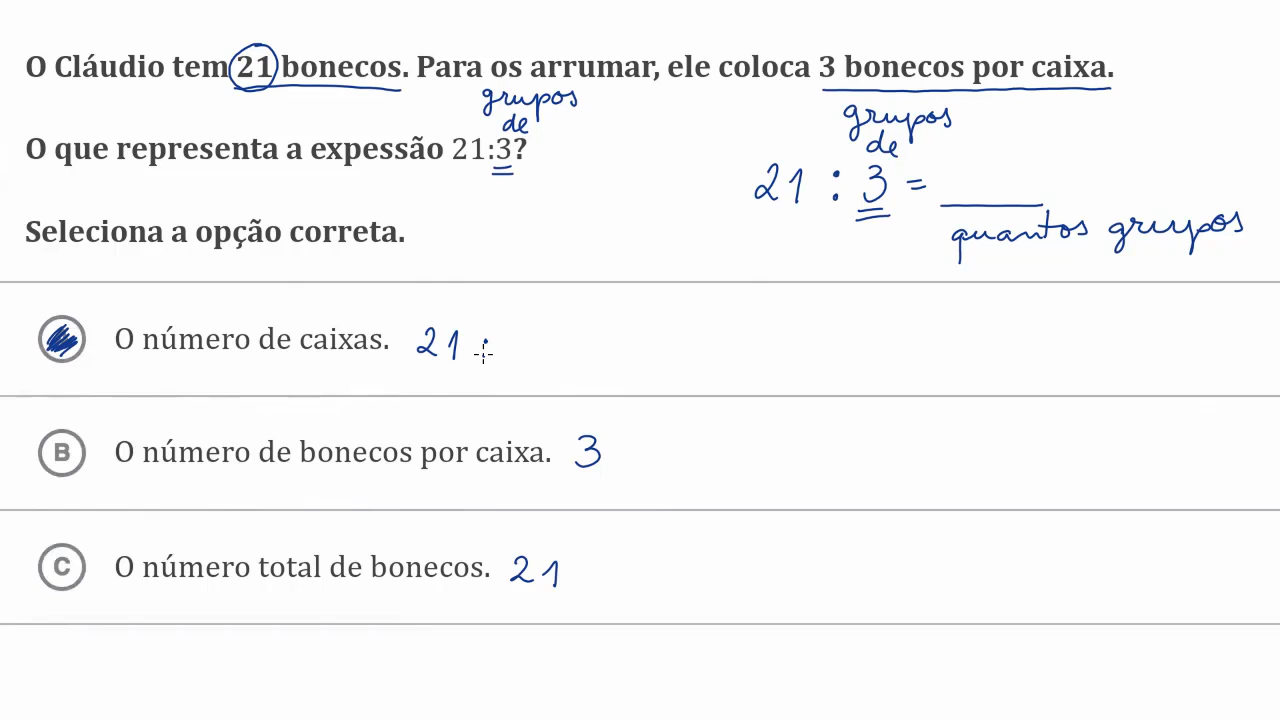 O Cláudio tem 21 bonecos. Para os arrumar, ele coloca 3 bonecos por caixa.
grupos
de
grupos
de
O que representa a expessão 21:3?
21 : 3 = ____
quantos grupos
Seleciona a opção correta.
O número de caixas. 21 ·
B O número de bonecos por caixa. 3
C O número total de bonecos. 21